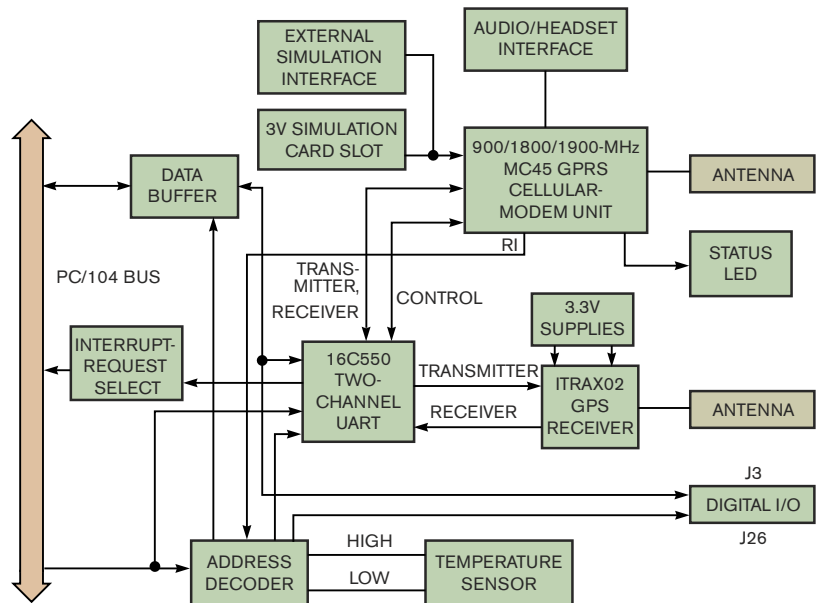 EXTERNAL
SIMULATION
INTERFACE
AUDIO/HEADSET
INTERFACE
3V SIMULATION
CARD SLOT
900/1800/1900-MHz
MC45 GPRS
CELLULAR-
MODEM UNIT
ANTENNA
DATA
BUFFER
RI
STATUS
LED
PC/104 BUS
TRANS-
MITTER,
RECEIVER
CONTROL
3.3V
SUPPLIES
INTERRUPT-
REQUEST
SELECT
16C550
TWO-
CHANNEL
UART
TRANSMITTER
RECEIVER
ITRAX02
GPS
RECEIVER
ANTENNA
J3
DIGITAL I/O
J26
ADDRESS
DECODER
HIGH
LOW
TEMPERATURE
SENSOR